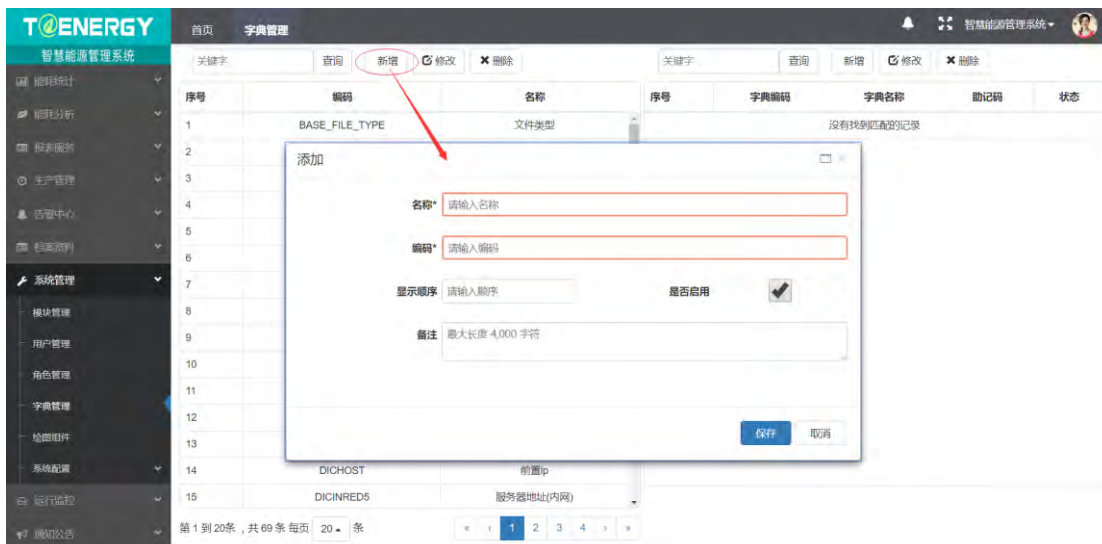 T@ENERGY
智慧能源管理系统
首页 字典管理
智慧能源管理系统
能耗统计
能耗分析
报表服务
生产管理
告警中心
档案资料
系统管理
模块管理
用户管理
角色管理
字典管理
绘图组件
系统配置
运行监控
通知公告
关键字 查询 新增 修改 删除
序号 编码 名称
1 BASE_FILE_TYPE 文件类型
2
3
4
5
6
7
8
9
10
11
12
13
14 DICHOST 前置ip
15 DICINRED5 服务器地址(内网)
第 1 到 20条,共 69 条 每页 20 条
« ‹ 1 2 3 4 › »
关键字 查询 新增 修改 删除
序号 字典编码 字典名称 助记码 状态
没有找到匹配的记录
添加
名称* 请输入名称
编码* 请输入编码
显示顺序 请输入顺序 是否启用
备注 最大长度 4,000 字符
保存 取消